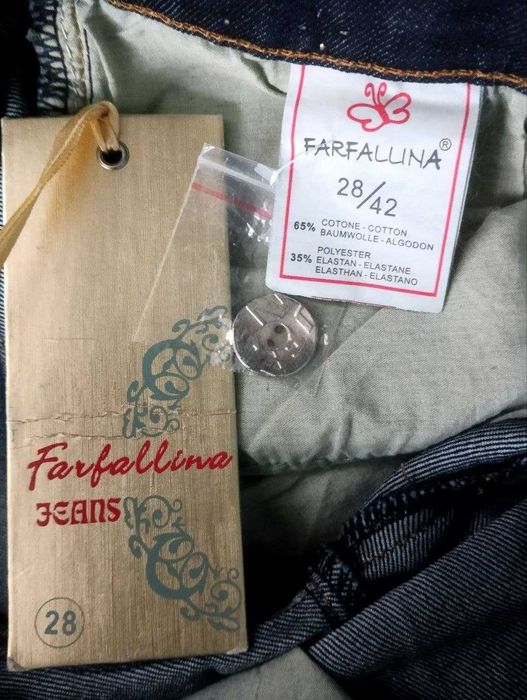 FARFALLINA®
28/42
65% COTONE - COTTON
BAUMWOLLE - ALGODON
POLYESTER
35% ELASTAN - ELASTANE
ELASTHAN - ELASTANO
Farfallina
JEANS
28